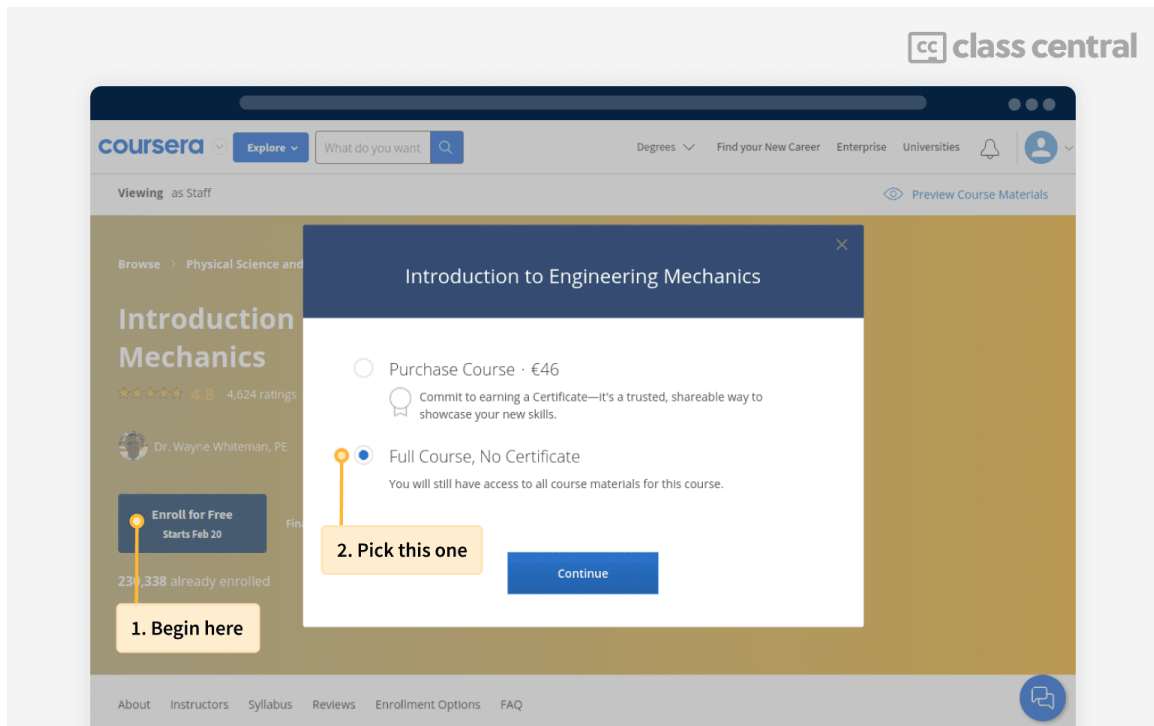 cc class central
coursera
Explore
What do you want
Degrees
Find your New Career
Enterprise
Universities
Viewing as Staff
Preview Course Materials
Browse > Physical Science and
Introduction
Mechanics
4.8 4,624 ratings
Dr. Wayne Whiteman, PE
Enroll for Free
Starts Feb 20
Fin
230,338 already enrolled
1. Begin here
Introduction to Engineering Mechanics
Purchase Course · €46
Commit to earning a Certificate—it's a trusted, shareable way to
showcase your new skills.
Full Course, No Certificate
You will still have access to all course materials for this course.
2. Pick this one
Continue
About
Instructors
Syllabus
Reviews
Enrollment Options
FAQ